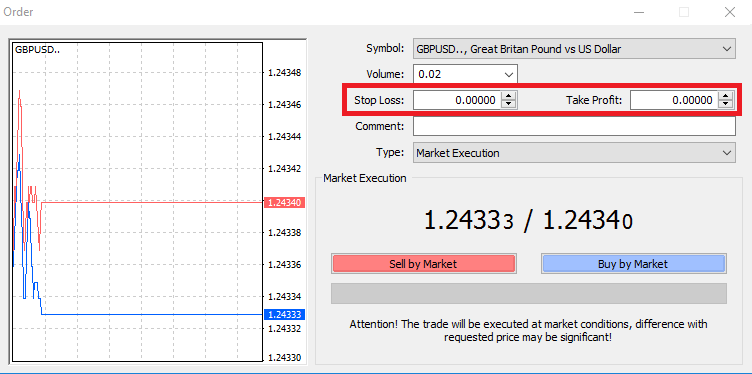 Order
GBPUSD..
1.24348
1.24346
1.24344
1.24342
1.24340
1.24338
1.24336
1.24334
1.24333
1.24332
1.24330
Symbol: GBPUSD.., Great Britan Pound vs US Dollar
Volume: 0.02
Stop Loss: 0.00000 Take Profit: 0.00000
Comment:
Type: Market Execution
Market Execution
1.24333 / 1.24340
Sell by Market Buy by Market
Attention! The trade will be executed at market conditions, difference with
requested price may be significant!